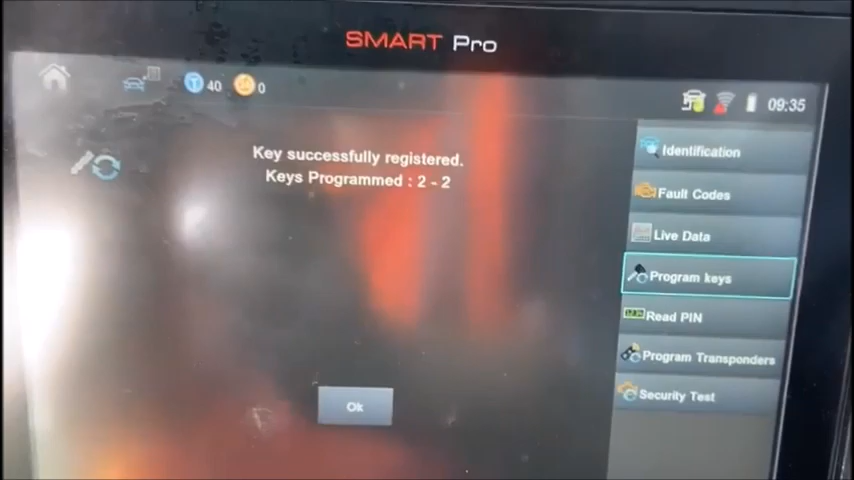 SMART Pro
40
0
09:35
Key successfully registered.
Keys Programmed : 2 - 2
Identification
Fault Codes
Live Data
Program keys
Read PIN
Program Transponders
Security Test
Ok